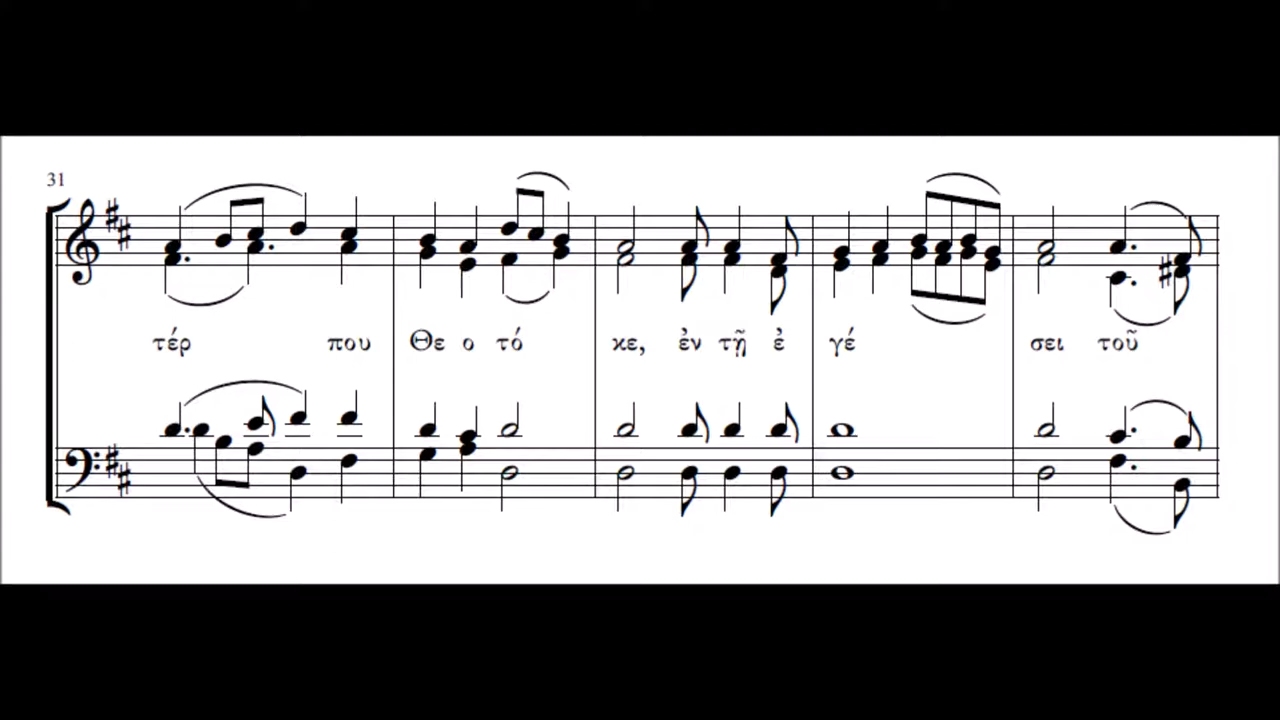 31
τέρ που Θε ο τό κε, ἐν τῇ ἐ γέ σει τοῦ